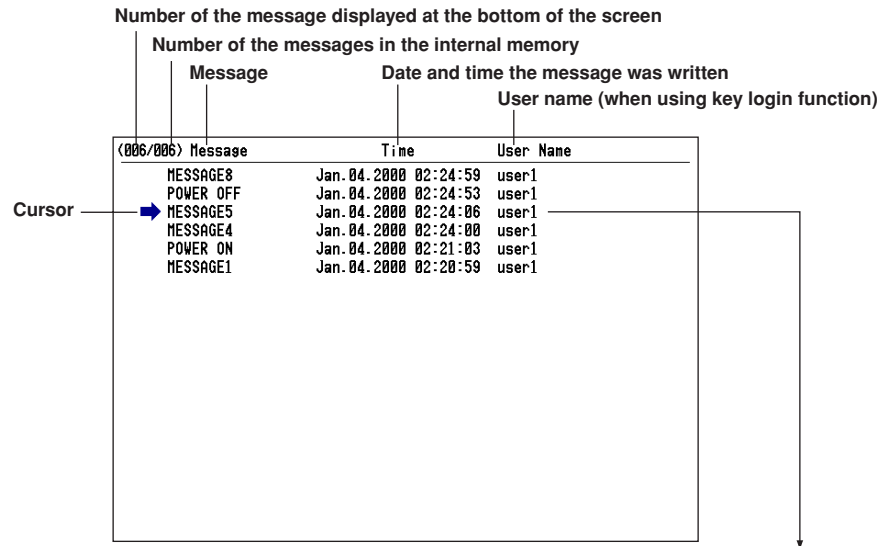 Number of the message displayed at the bottom of the screen
Number of the messages in the internal memory
Message Date and time the message was written
User name (when using key login function)
(006/006) Message Time User Name
MESSAGE8 Jan.04.2000 02:24:59 user1
POWER OFF Jan.04.2000 02:24:53 user1
Cursor MESSAGE5 Jan.04.2000 02:24:06 user1
MESSAGE4 Jan.04.2000 02:24:00 user1
POWER ON Jan.04.2000 02:21:03 user1
MESSAGE1 Jan.04.2000 02:20:59 user1